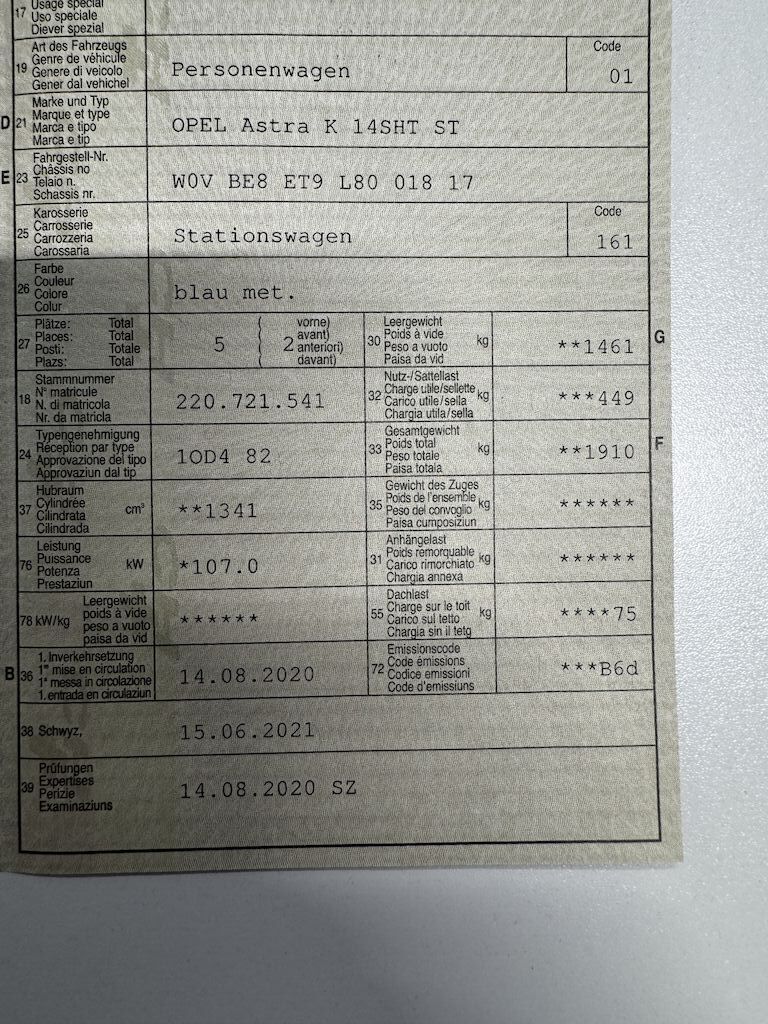 17 Usage spécial
Uso speciale
Diever spezial
Art des Fahrzeugs
19 Genre de véhicule
Genere di veicolo
Gener dal vehichel
Personenwagen
Code
01
Marke und Typ
D 21 Marque et type
Marca e tipo
Marca e tip
OPEL Astra K 14SHT ST
Fahrgestell-Nr.
E 23 Châssis no
Telaio n.
Schassis nr.
W0V BE8 ET9 L80 018 17
Karosserie
25 Carrosserie
Carrozzeria
Carossaria
Stationswagen
Code
161
Farbe
26 Couleur
Colore
Colur
blau met.
27 Plätze: Total
Places: Total
Posti: Totale
Plazs: Total
5 ( vorne)
avant)
( 2 anteriori)
davant)
Leergewicht
30 Poids à vide kg
Peso a vuoto
Paisa da vid
**1461 G
Stammnummer
18 N° matricule
N. di matricola
Nr. da matricla
220.721.541
Nutz-/Sattellast
32 Charge utile/sellette kg
Carico utile/sella
Chargia utila/sella
***449
Typengenehmigung
24 Réception par type
Approvazione del tipo
Approvaziun dal tip
1OD4 82
Gesamtgewicht
33 Poids total kg
Peso totale
Paisa totala
**1910 F
Hubraum
37 Cylindrée cm³
Cilindrata
Cilindrada
**1341
Gewicht des Zuges
35 Poids de l'ensemble kg
Peso del convoglio
Paisa cumposiziun
******
Leistung
76 Puissance kW
Potenza
Prestaziun
*107.0
Anhängelast
31 Poids remorquable kg
Carico rimorchiato
Chargia annexa
******
Leergewicht
78 kW/kg poids à vide
peso a vuoto
paisa da vid
******
Dachlast
55 Charge sur le toit kg
Carico sul tetto
Chargia sin il tetg
****75
1. Inverkehrsetzung
B 36 1re mise en circulation
1a messa in circolazione
1. entrada en circulaziun
14.08.2020
Emissionscode
72 Code émissions
Codice emissioni
Code d'emissiuns
***B6d
38 Schwyz,
15.06.2021
Prüfungen
39 Expertises
Perizie
Examinaziuns
14.08.2020 SZ